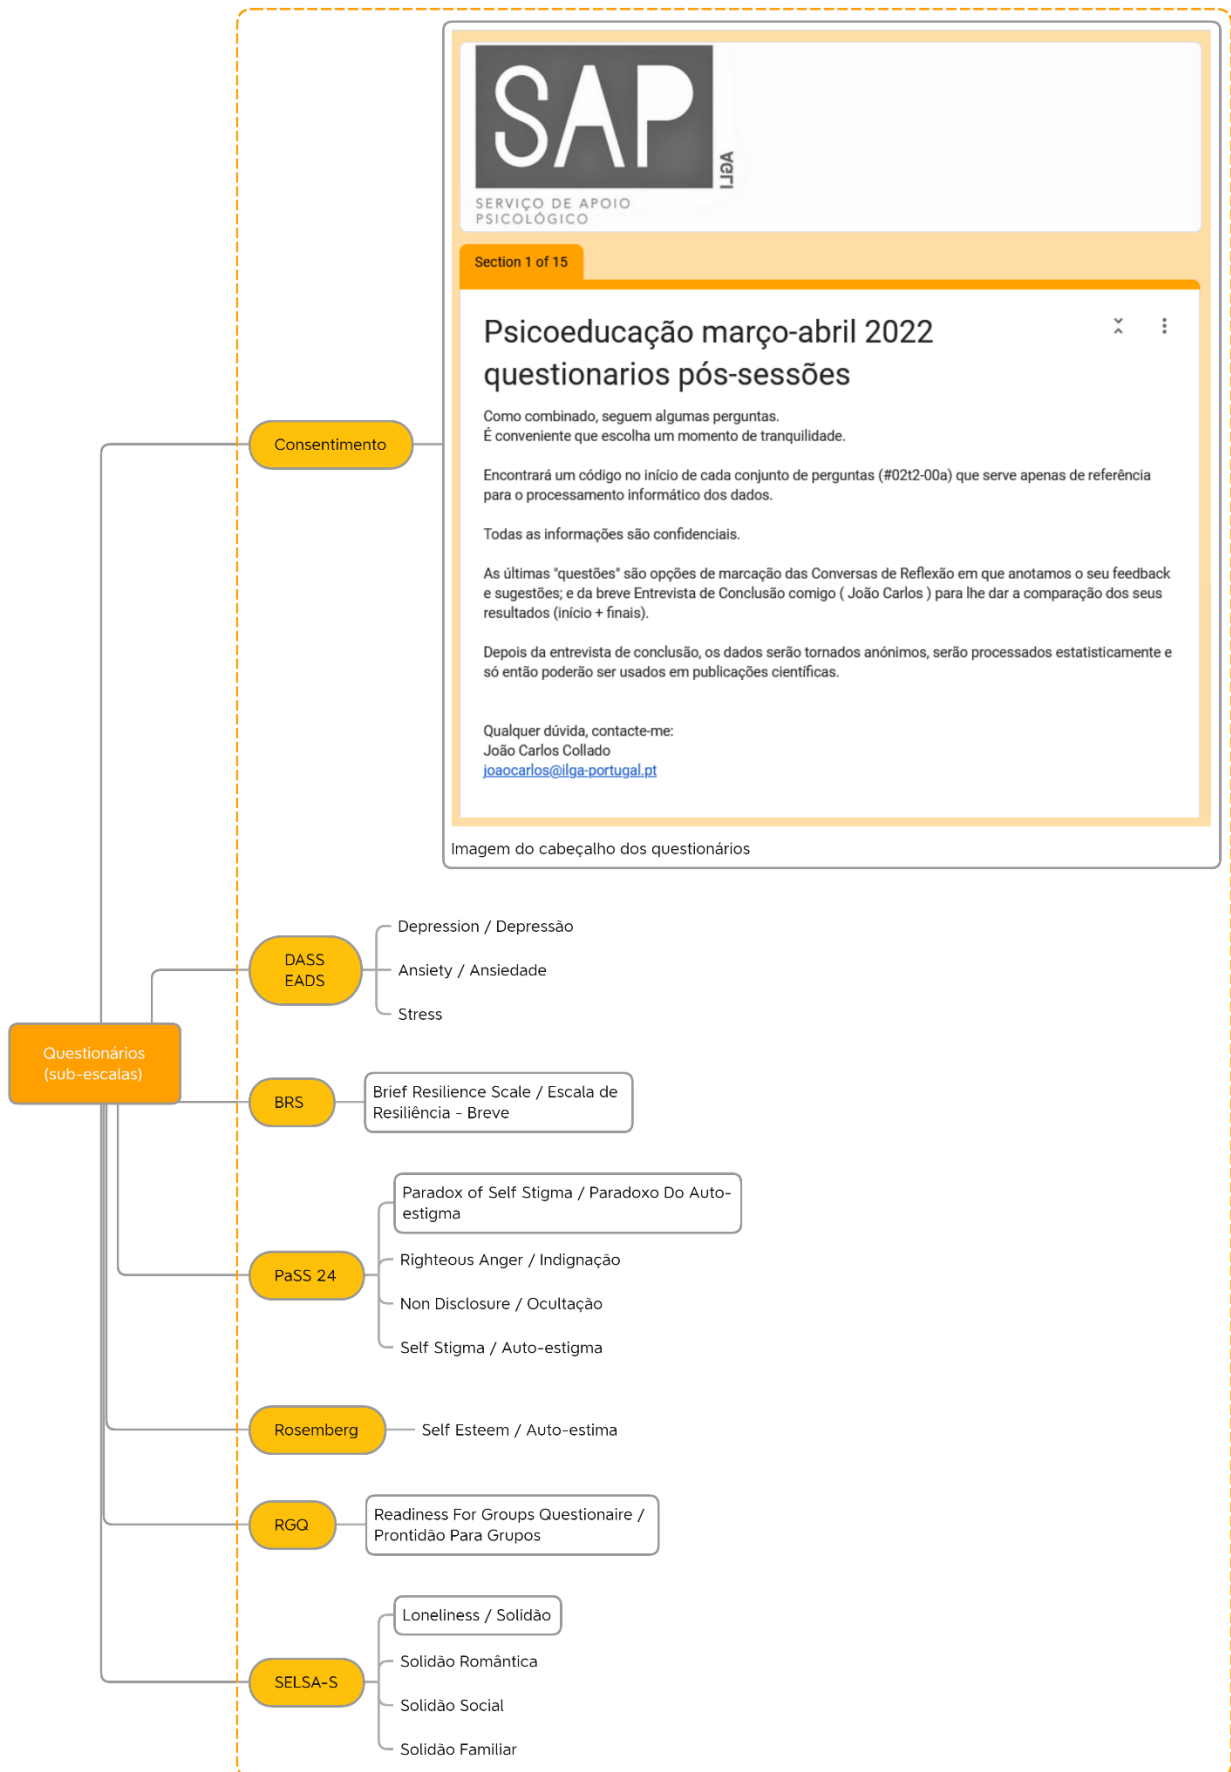 SAP
ILGA
SERVIÇO DE APOIO
PSICOLÓGICO
Section 1 of 15
Psicoeducação março-abril 2022
questionarios pós-sessões
Como combinado, seguem algumas perguntas.
É conveniente que escolha um momento de tranquilidade.
Encontrará um código no início de cada conjunto de perguntas (#02t2-00a) que serve apenas de referência
para o processamento informático dos dados.
Todas as informações são confidenciais.
As últimas "questões" são opções de marcação das Conversas de Reflexão em que anotamos o seu feedback
e sugestões; e da breve Entrevista de Conclusão comigo ( João Carlos ) para lhe dar a comparação dos seus
resultados (início + finais).
Depois da entrevista de conclusão, os dados serão tornados anónimos, serão processados estatisticamente e
só então poderão ser usados em publicações científicas.
Qualquer dúvida, contacte-me:
João Carlos Collado
joaocarlos@ilga-portugal.pt
Imagem do cabeçalho dos questionários
Consentimento
Questionários
(sub-escalas)
DASS
EADS
Depression / Depressão
Ansiety / Ansiedade
Stress
BRS
Brief Resilience Scale / Escala de
Resiliência - Breve
PaSS 24
Paradox of Self Stigma / Paradoxo Do Auto-
estigma
Righteous Anger / Indignação
Non Disclosure / Ocultação
Self Stigma / Auto-estigma
Rosemberg
Self Esteem / Auto-estima
RGQ
Readiness For Groups Questionaire /
Prontidão Para Grupos
SELSA-S
Loneliness / Solidão
Solidão Romântica
Solidão Social
Solidão Familiar